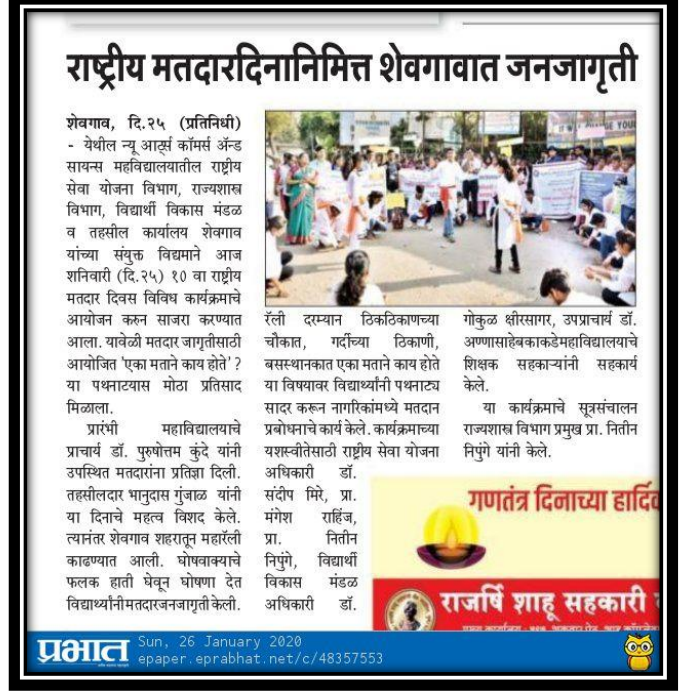 राष्ट्रीय मतदारदिनानिमित्त शेवगावात जनजागृती
शेवगाव, दि.२५ (प्रतिनिधी)
- येथील न्यू आर्ट्स कॉमर्स ॲन्ड
सायन्स महविद्यालयातील राष्ट्रीय
सेवा योजना विभाग, राज्यशास्त्र
विभाग, विद्यार्थी विकास मंडळ
व तहसील कार्यालय शेवगाव
यांच्या संयुक्त विद्यमाने आज
शनिवारी (दि.२५) १० वा राष्ट्रीय
मतदार दिवस विविध कार्यक्रमाचे
आयोजन करुन साजरा करण्यात
आला. यावेळी मतदार जागृतीसाठी
आयोजित 'एका मताने काय होते' ?
या पथनाटयास मोठा प्रतिसाद
मिळाला.
प्रारंभी महाविद्यालयाचे
प्राचार्य डॉ. पुरुषोत्तम कुंदे यांनी
उपस्थित मतदारांना प्रतिज्ञा दिली.
तहसीलदार भानुदास गुंजाळ यांनी
या दिनाचे महत्व विशद केले.
त्यानंतर शेवगाव शहरातून महारॅली
काढण्यात आली. घोषवाक्याचे
फलक हाती घेवून घोषणा देत
विद्यार्थ्यांनी मतदारजनजागृती केली.
रॅली दरम्यान ठिकठिकाणच्या
चौकात, गर्दीच्या ठिकाणी,
बसस्थानकात एका मताने काय होते
या विषयावर विद्यार्थ्यांनी पथनाट्य
सादर करून नागरिकांमध्ये मतदान
प्रबोधनाचे कार्य केले. कार्यक्रमाच्या
यशस्वीतेसाठी राष्ट्रीय सेवा योजना
अधिकारी डॉ.
संदीप मिरे, प्रा.
मंगेश राहिंज,
प्रा. नितीन
निपुंगे, विद्यार्थी
विकास मंडळ
अधिकारी डॉ.
गोकुळ क्षीरसागर, उपप्राचार्य डॉ.
अण्णासाहेबकाकडेमहाविद्यालयाचे
शिक्षक सहकाऱ्यांनी सहकार्य
केले.
या कार्यक्रमाचे सूत्रसंचालन
राज्यशास्त्र विभाग प्रमुख प्रा. नितीन
निपुंगे यांनी केले.
गणतंत्र दिनाच्या हार्दि
राजर्षि शाहू सहकारी
प्रभात
Sun, 26 January 2020
epaper.eprabhat.net/c/48357553